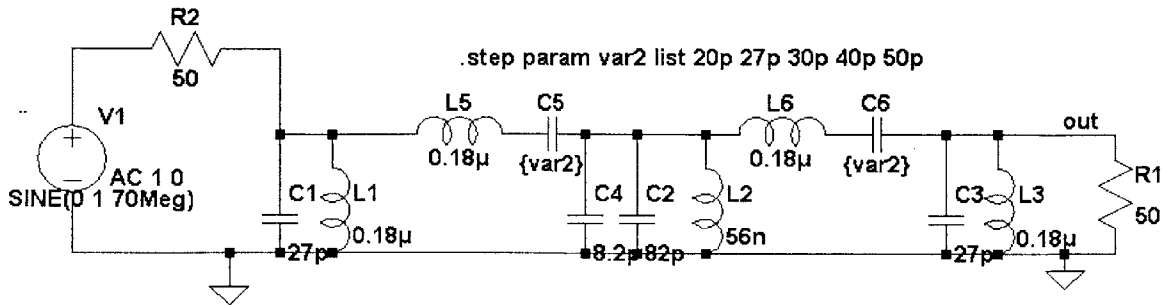 R2
50
.step param var2 list 20p 27p 30p 40p 50p
V1
AC 1 0
SINE(0 1 70Meg)
L5
0.18µ
C5
{var2}
L6
0.18µ
C6
{var2}
out
C1
27p
L1
0.18µ
C4
8.2p
C2
82p
L2
56n
C3
27p
L3
0.18µ
R1
50